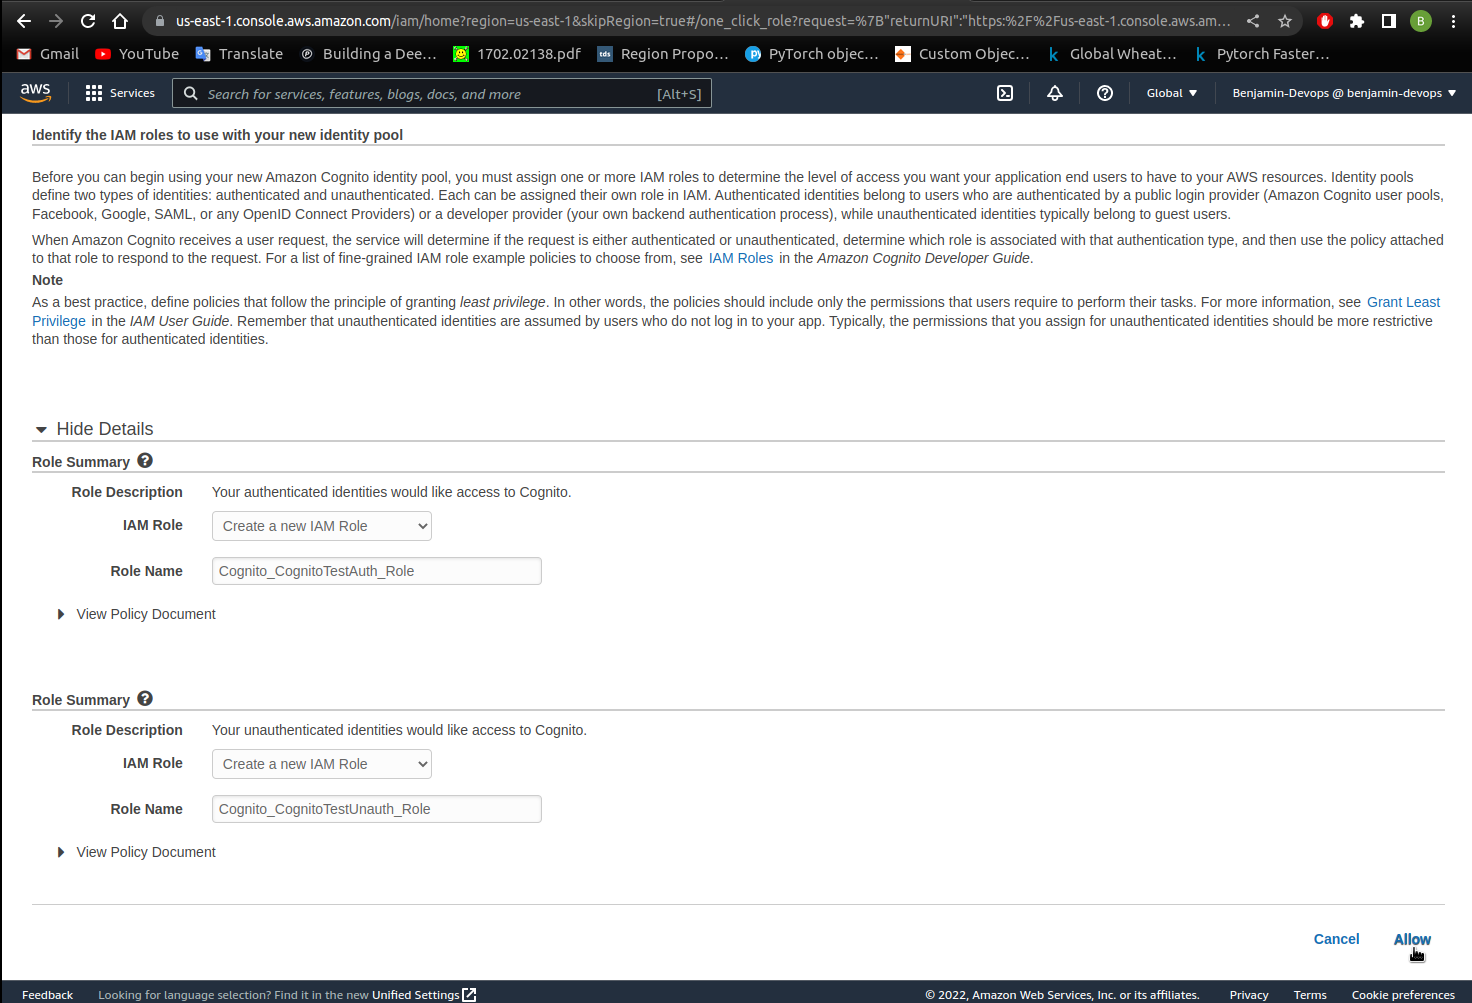 us-east-1.console.aws.amazon.com/iam/home?region=us-east-1&skipRegion=true#/one_click_role?request=%7B"returnURI":"https:%2F%2Fus-east-1.console.aws.am...
B
Gmail YouTube Translate Building a Dee... 1702.02138.pdf tds Region Propo... PyTorch objec... Custom Objec... k Global Wheat... k Pytorch Faster...
aws Services Search for services, features, blogs, docs, and more [Alt+S] Global Benjamin-Devops @ benjamin-devops
Identify the IAM roles to use with your new identity pool
Before you can begin using your new Amazon Cognito identity pool, you must assign one or more IAM roles to determine the level of access you want your application end users to have to your AWS resources. Identity pools
define two types of identities: authenticated and unauthenticated. Each can be assigned their own role in IAM. Authenticated identities belong to users who are authenticated by a public login provider (Amazon Cognito user pools,
Facebook, Google, SAML, or any OpenID Connect Providers) or a developer provider (your own backend authentication process), while unauthenticated identities typically belong to guest users.
When Amazon Cognito receives a user request, the service will determine if the request is either authenticated or unauthenticated, determine which role is associated with that authentication type, and then use the policy attached
to that role to respond to the request. For a list of fine-grained IAM role example policies to choose from, see IAM Roles in the Amazon Cognito Developer Guide.
Note
As a best practice, define policies that follow the principle of granting least privilege. In other words, the policies should include only the permissions that users require to perform their tasks. For more information, see Grant Least
Privilege in the IAM User Guide. Remember that unauthenticated identities are assumed by users who do not log in to your app. Typically, the permissions that you assign for unauthenticated identities should be more restrictive
than those for authenticated identities.
Hide Details
Role Summary
Role Description Your authenticated identities would like access to Cognito.
IAM Role Create a new IAM Role
Role Name Cognito_CognitoTestAuth_Role
View Policy Document
Role Summary
Role Description Your unauthenticated identities would like access to Cognito.
IAM Role Create a new IAM Role
Role Name Cognito_CognitoTestUnauth_Role
View Policy Document
Cancel Allow
Feedback Looking for language selection? Find it in the new Unified Settings © 2022, Amazon Web Services, Inc. or its affiliates. Privacy Terms Cookie preferences